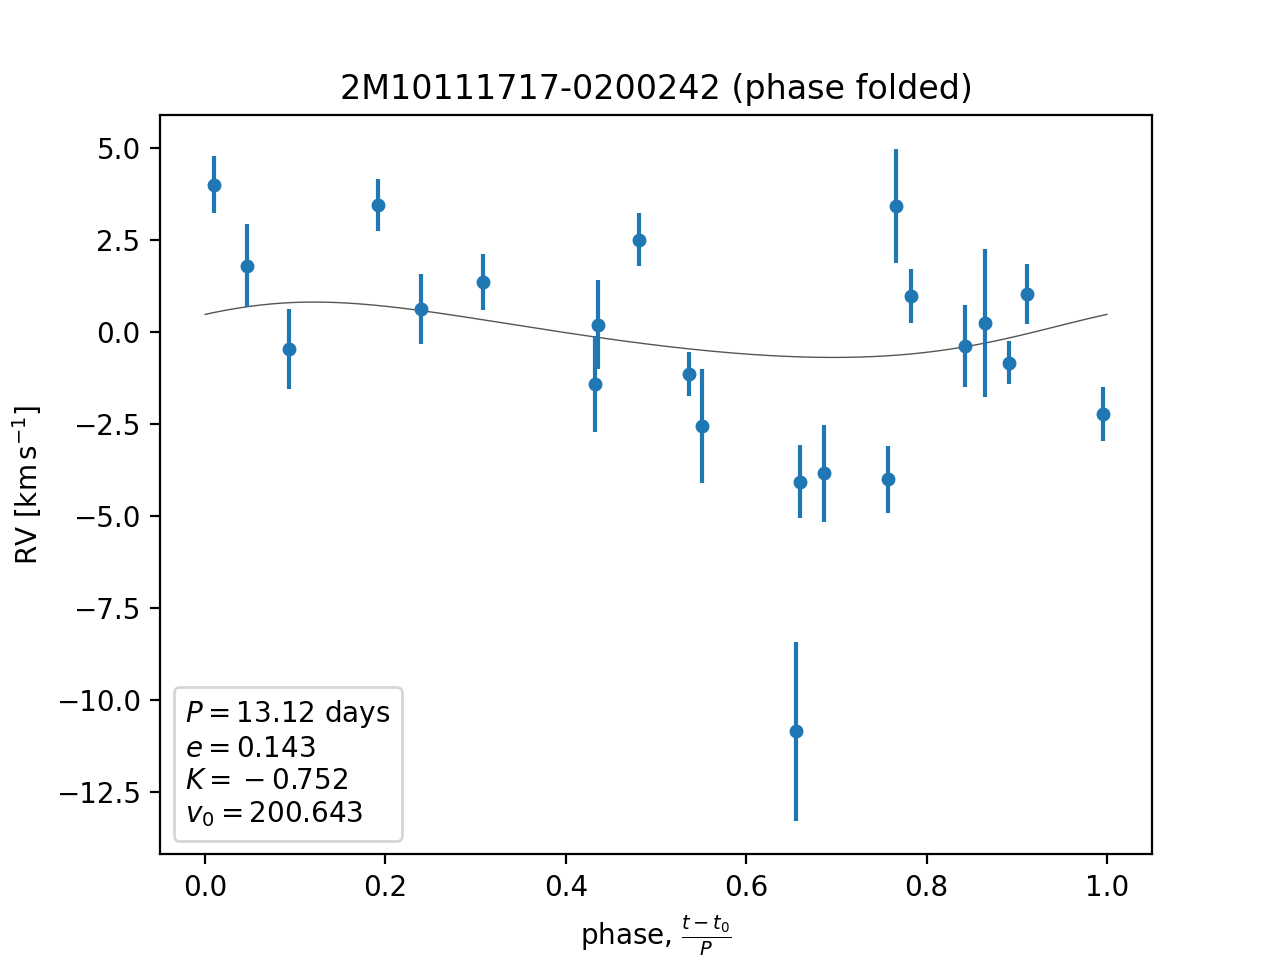 2M10111717-0200242 (phase folded)
5.0
2.5
0.0
−2.5
−5.0
−7.5
−10.0
−12.5
RV [km s⁻¹]
P = 13.12 days
e = 0.143
K = −0.752
v₀ = 200.643
0.0 0.2 0.4 0.6 0.8 1.0
phase, (t − t₀)/P